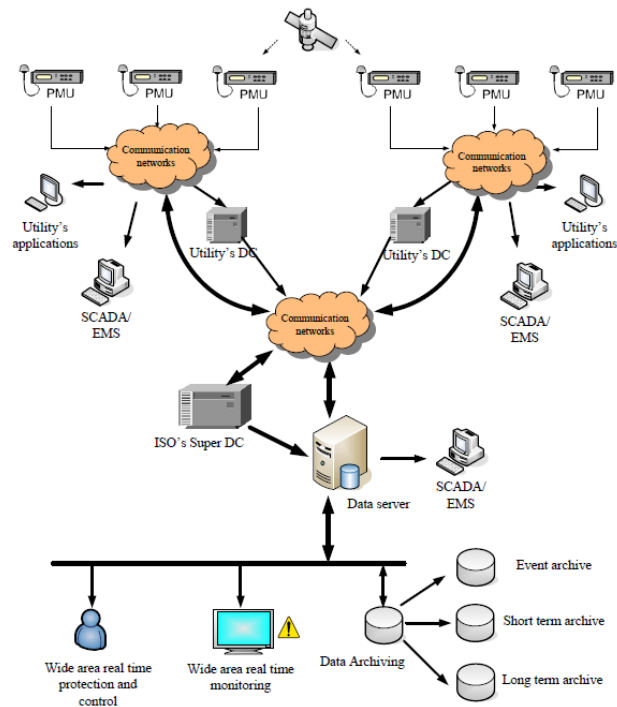 PMU
PMU
PMU
PMU
PMU
PMU
Communication
networks
Communication
networks
Utility's
applications
Utility's DC
Utility's DC
Utility's
applications
SCADA/
EMS
Communication
networks
SCADA/
EMS
ISO's Super DC
Data server
SCADA/
EMS
Event archive
Short term archive
Wide area real time
protection and
control
Wide area real time
monitoring
Data Archiving
Long term archive